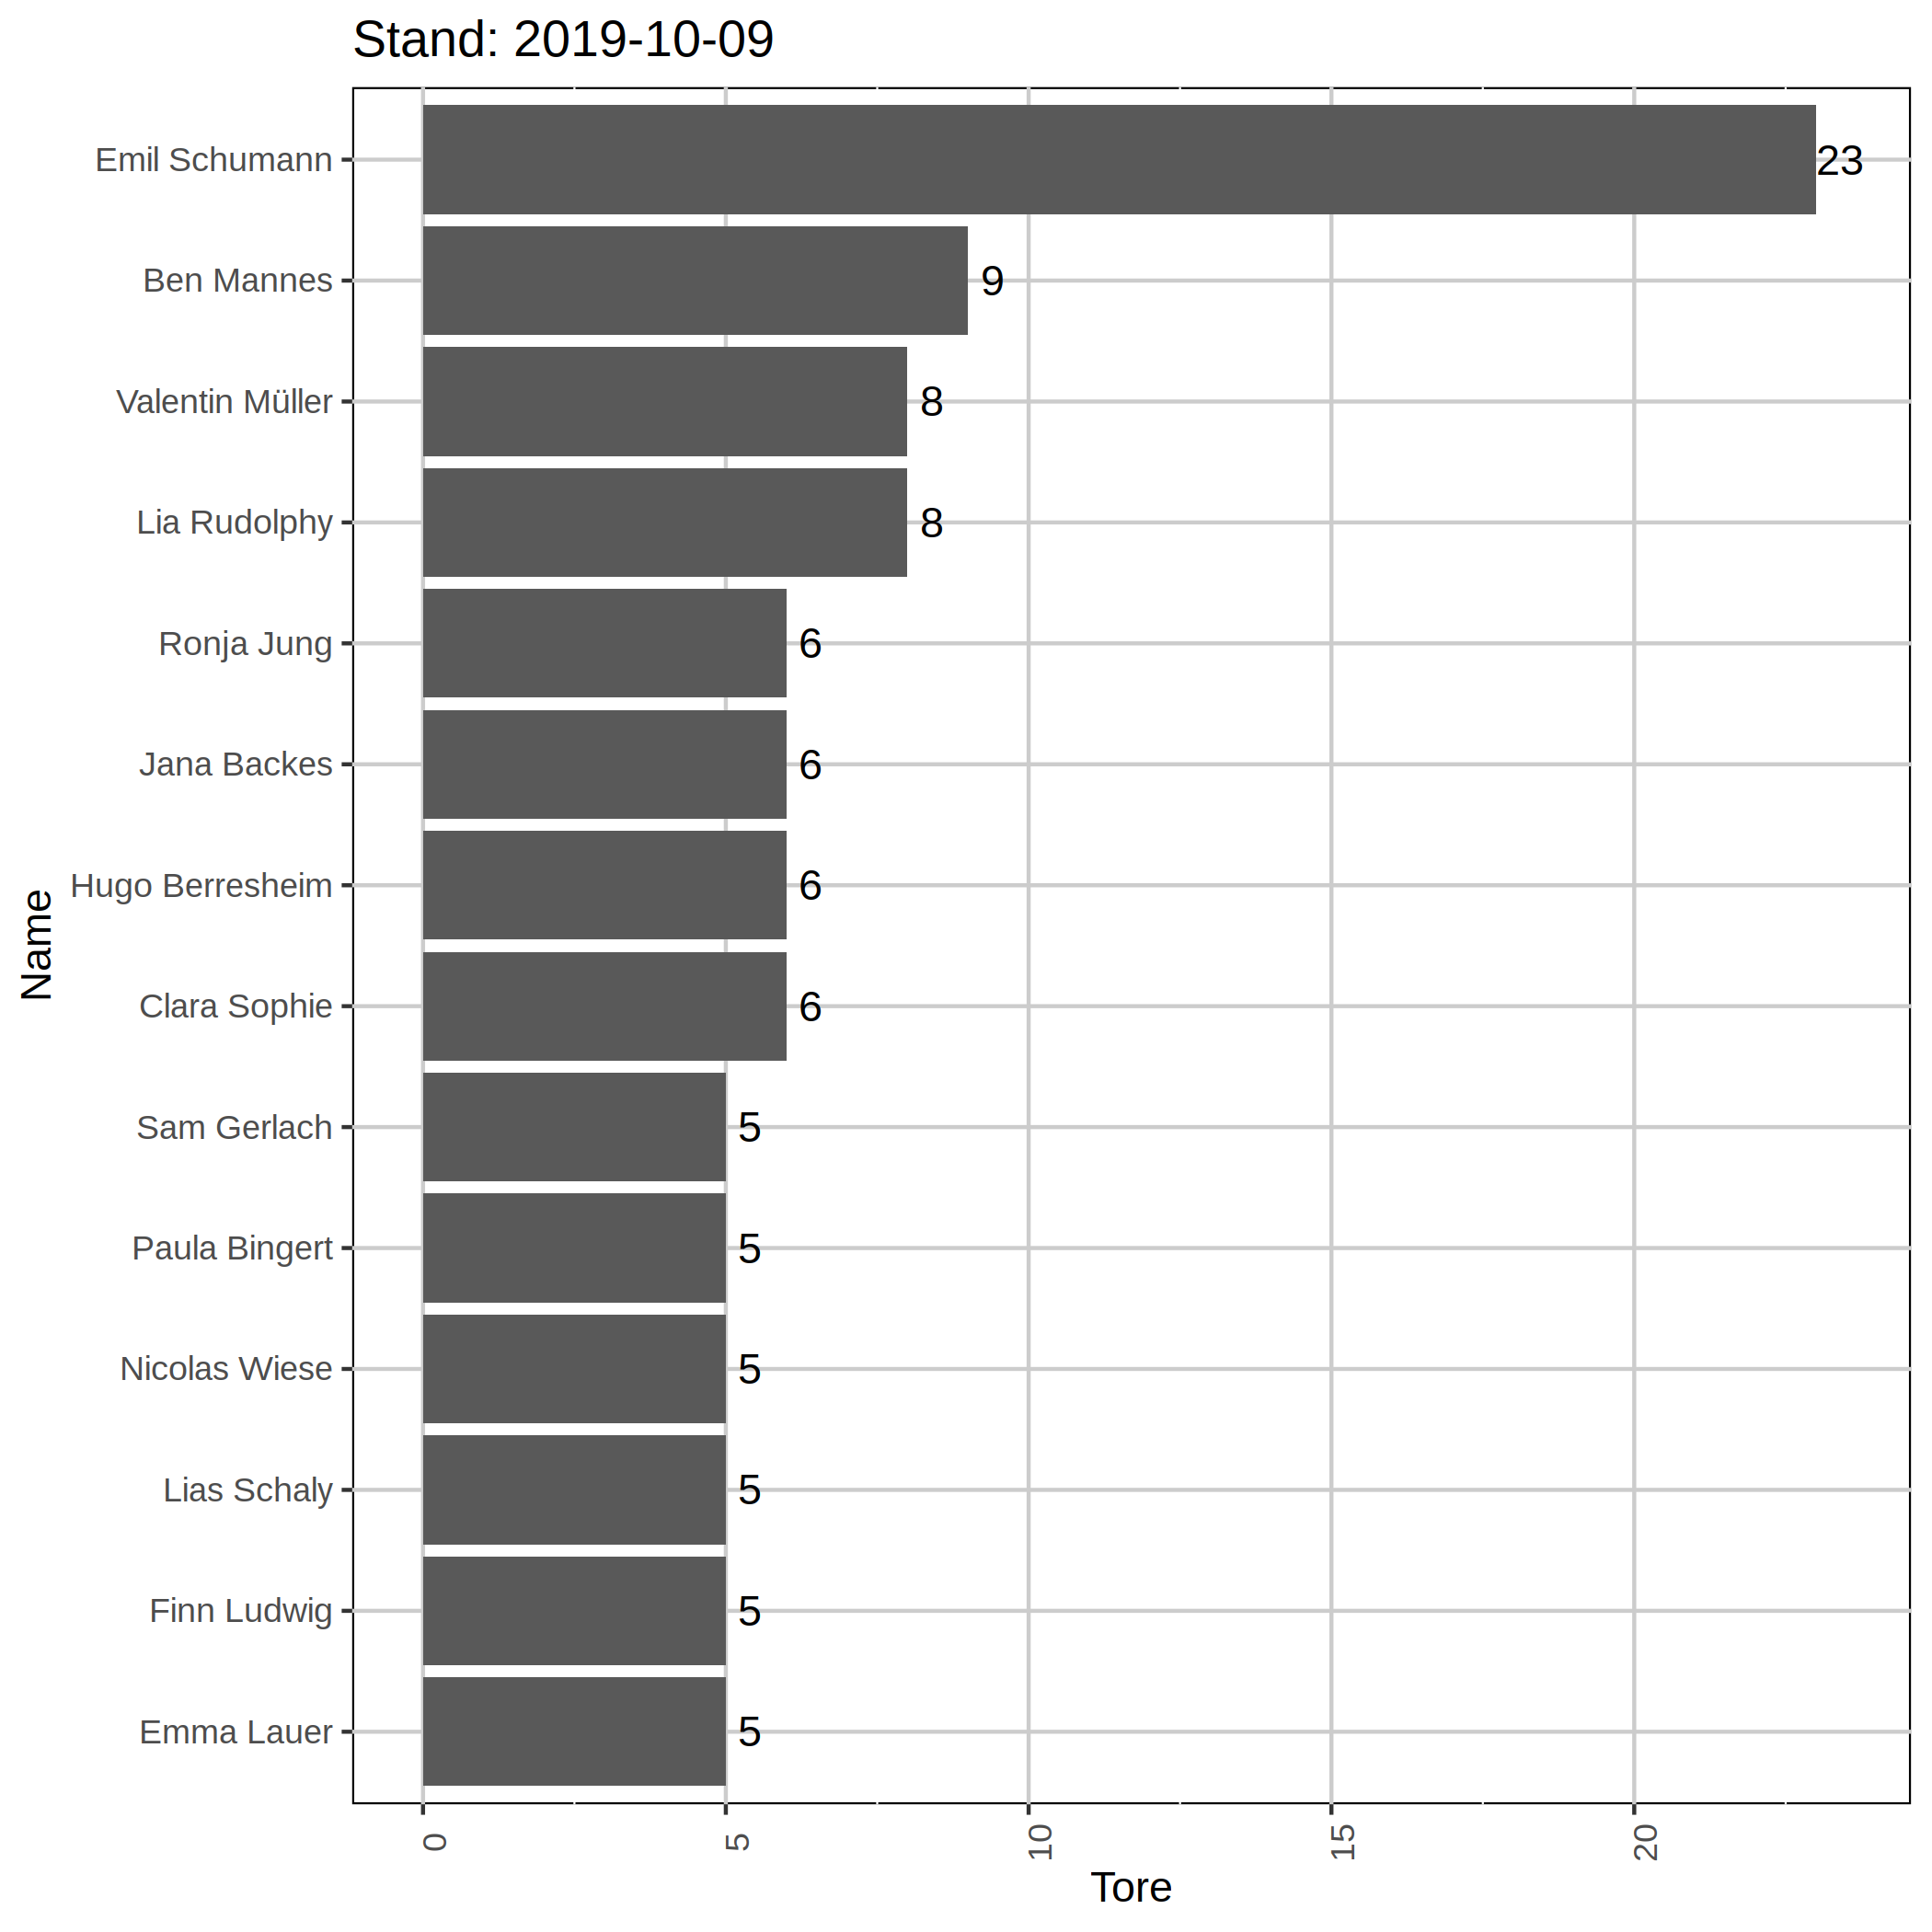 Stand: 2019-10-09
Emil Schumann 23
Ben Mannes 9
Valentin Müller 8
Lia Rudolphy 8
Ronja Jung 6
Jana Backes 6
Hugo Berresheim 6
Clara Sophie 6
Sam Gerlach 5
Paula Bingert 5
Nicolas Wiese 5
Lias Schaly 5
Finn Ludwig 5
Emma Lauer 5
Name
0 5 10 15 20
Tore